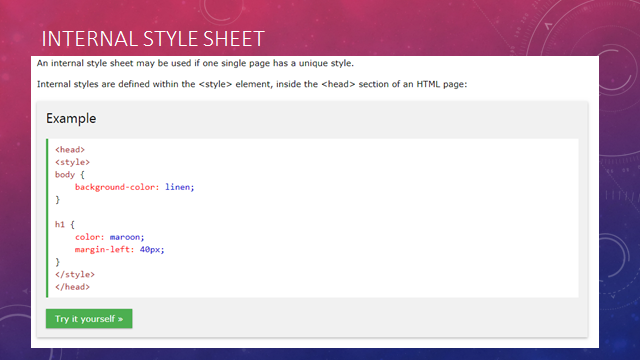 INTERNAL STYLE SHEET
An internal style sheet may be used if one single page has a unique style.
Internal styles are defined within the <style> element, inside the <head> section of an HTML page:
Example
<head>
<style>
body {
    background-color: linen;
}

h1 {
    color: maroon;
    margin-left: 40px;
}
</style>
</head>
Try it yourself »